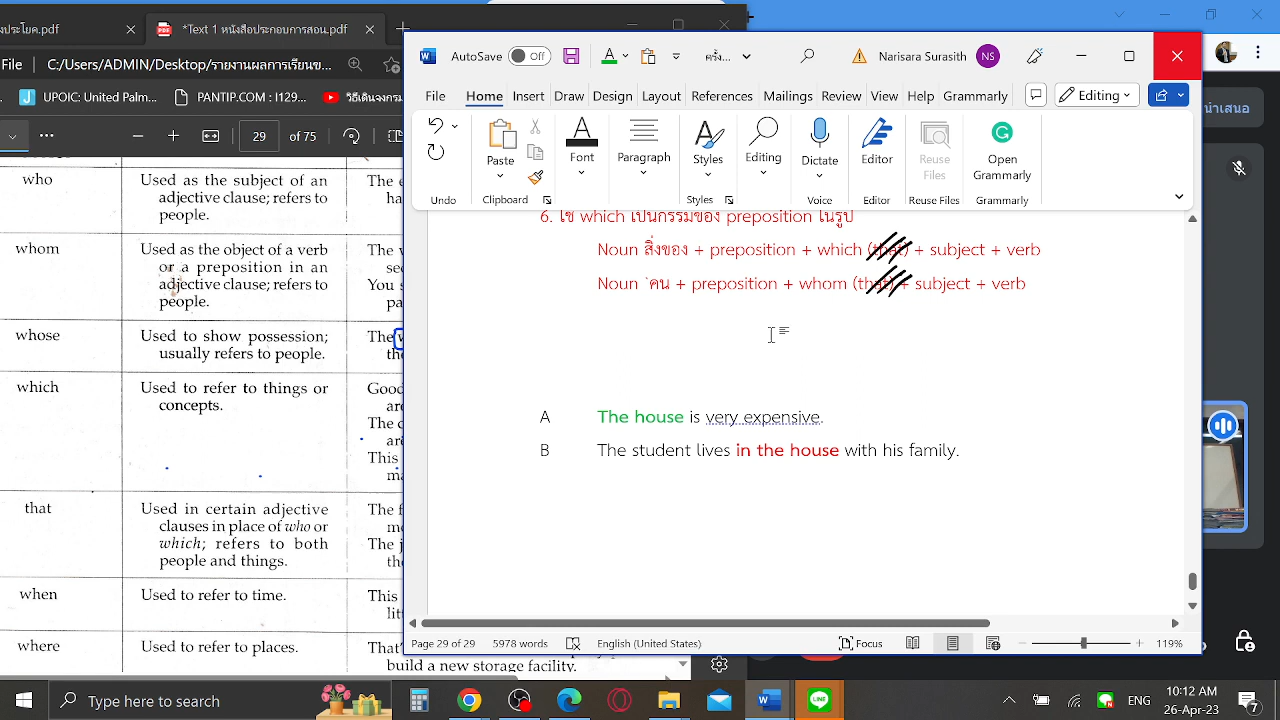 *Text 1 หนังสือประกอบการสอน.pdf
AutoSave Off
Narisara Surasith NS
File C:/Users/ADMIN/Desktop/รายงานผลการ...
File Home Insert Draw Design Layout References Mailings Review View Help Grammarly
Editing
UPOIC: United Palm...
PANTIP.COM : I129...
29 of 75
Paste Font Paragraph Styles Editing Dictate Editor Reuse Files Open Grammarly
Undo Clipboard Styles Voice Editor Reuse Files Grammarly
นำเสนอ
who Used as the subject of an adjective clause; refers to people.
whom Used as the object of a verb or a preposition in an adjective clause; refers to people.
whose Used to show possession; usually refers to people.
which Used to refer to things or concepts.
that Used in certain adjective clauses in place of who or which; refers to both people and things.
when Used to refer to time.
where Used to refer to places.
build a new storage facility.
6. ใช้ which เป็นกรรมของ preposition ในรูป
Noun สิ่งของ + preposition + which (that) + subject + verb
Noun คน + preposition + whom (that) + subject + verb
A The house is very expensive.
B The student lives in the house with his family.
Page 29 of 29 5978 words English (United States) Focus 119%
Type here to search
ENG 10:12 AM
26-Apr-23
7